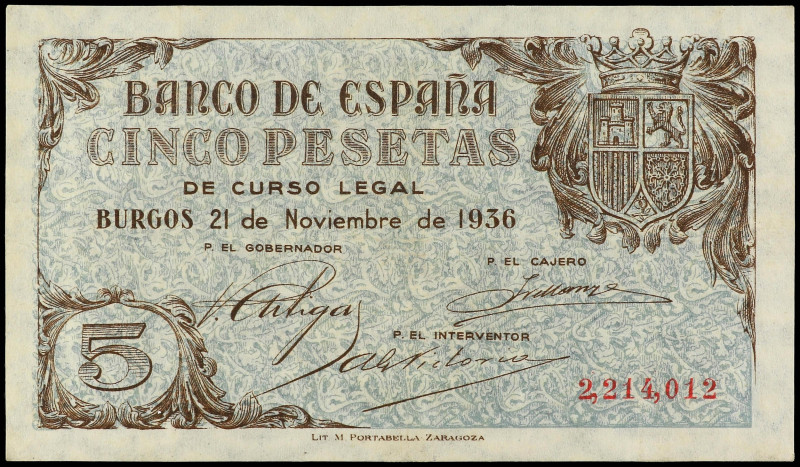 BANCO DE ESPAÑA
CINCO PESETAS
DE CURSO LEGAL
BURGOS 21 de Noviembre de 1936
P. EL GOBERNADOR
P. EL CAJERO
P. EL INTERVENTOR
5
2,214,012
LIT M PORTABELLA ZARAGOZA